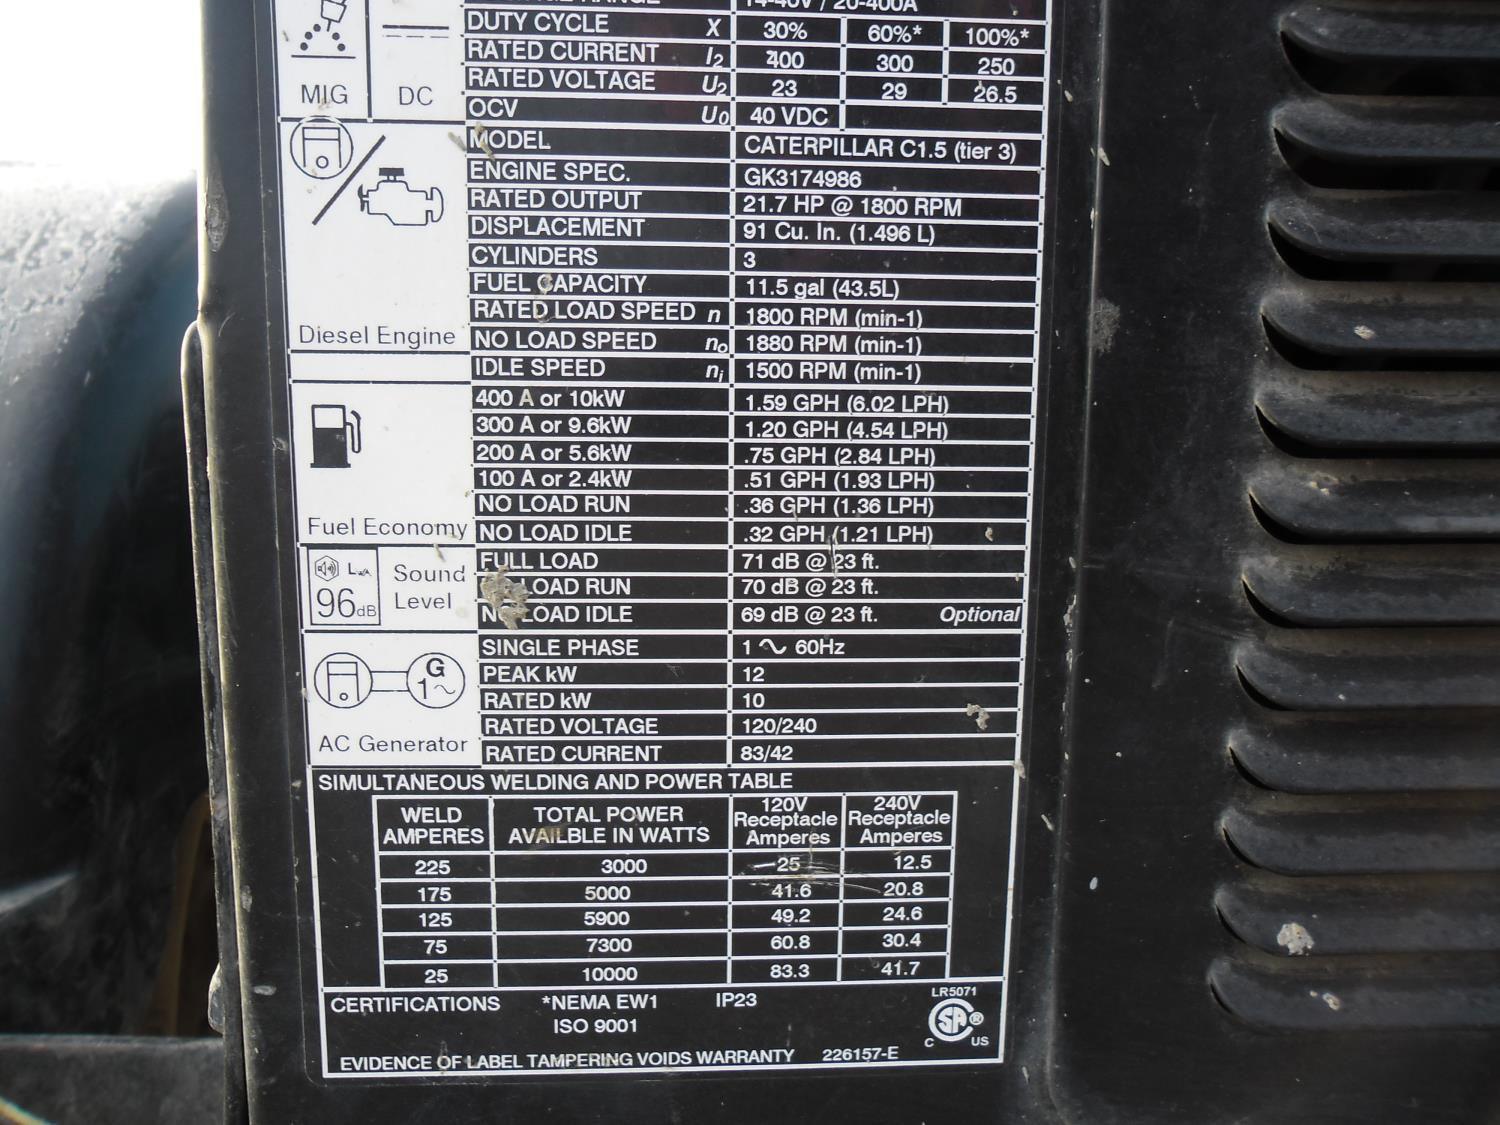 14-40V / 20-400A
DUTY CYCLE X 30% 60%* 100%*
RATED CURRENT I2 400 300 250
RATED VOLTAGE U2 23 29 26.5
OCV U0 40 VDC
MIG DC
MODEL CATERPILLAR C1.5 (tier 3)
ENGINE SPEC. GK3174986
RATED OUTPUT 21.7 HP @ 1800 RPM
DISPLACEMENT 91 Cu. In. (1.496 L)
CYLINDERS 3
FUEL CAPACITY 11.5 gal (43.5L)
RATED LOAD SPEED n 1800 RPM (min-1)
Diesel Engine
NO LOAD SPEED no 1880 RPM (min-1)
IDLE SPEED ni 1500 RPM (min-1)
400 A or 10kW 1.59 GPH (6.02 LPH)
300 A or 9.6kW 1.20 GPH (4.54 LPH)
200 A or 5.6kW .75 GPH (2.84 LPH)
100 A or 2.4kW .51 GPH (1.93 LPH)
NO LOAD RUN .36 GPH (1.36 LPH)
Fuel Economy
NO LOAD IDLE .32 GPH (1.21 LPH)
FULL LOAD 71 dB @ 23 ft.
LOAD RUN 70 dB @ 23 ft.
NO LOAD IDLE 69 dB @ 23 ft. Optional
96dB
Sound
Level
SINGLE PHASE 1 ~ 60Hz
PEAK kW 12
RATED kW 10
RATED VOLTAGE 120/240
RATED CURRENT 83/42
G
1~
AC Generator
SIMULTANEOUS WELDING AND POWER TABLE
WELD AMPERES TOTAL POWER AVAILBLE IN WATTS 120V Receptacle Amperes 240V Receptacle Amperes
225 3000 25 12.5
175 5000 41.6 20.8
125 5900 49.2 24.6
75 7300 60.8 30.4
25 10000 83.3 41.7
CERTIFICATIONS *NEMA EW1 IP23
ISO 9001
LR5071
C SA ® US
EVIDENCE OF LABEL TAMPERING VOIDS WARRANTY 226157-E